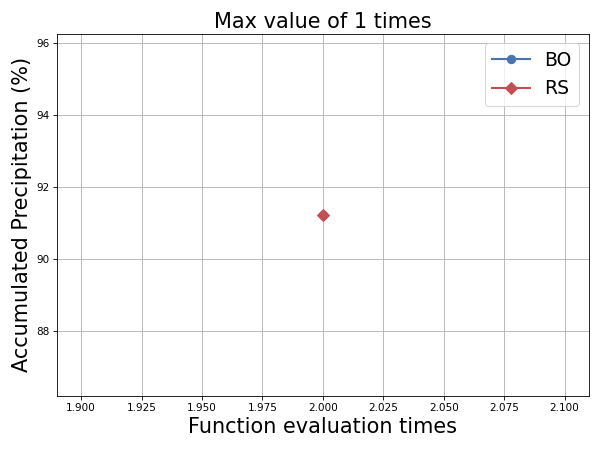 Max value of 1 times
Accumulated Precipitation (%)
96
94
92
90
88
BO
RS
1.900 1.925 1.950 1.975 2.000 2.025 2.050 2.075 2.100
Function evaluation times